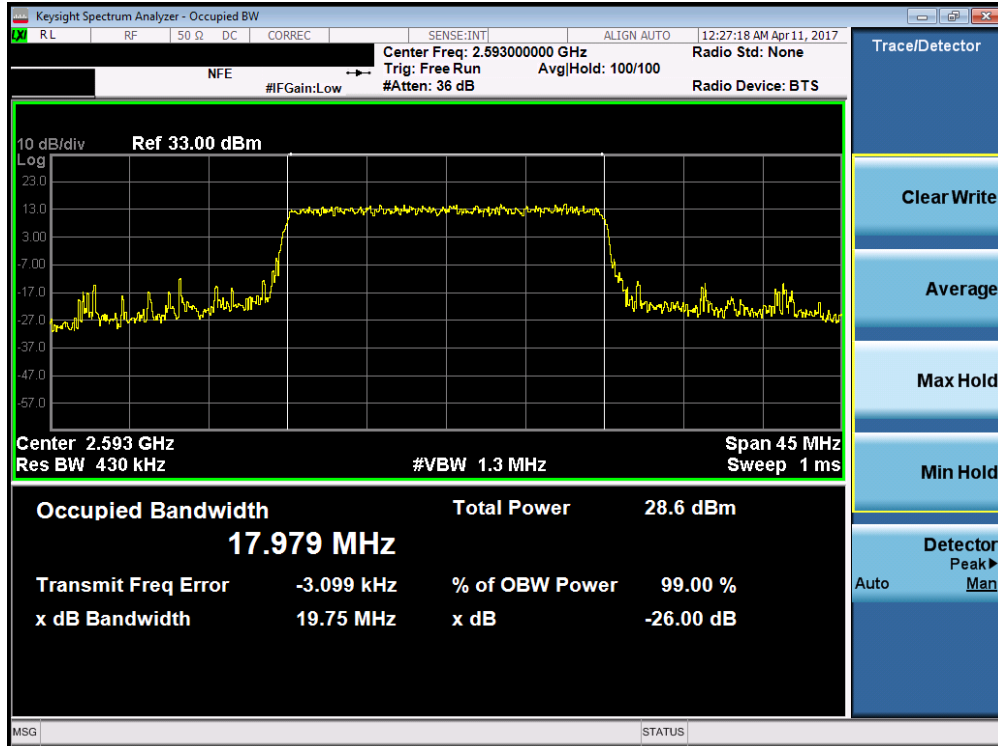 Keysight Spectrum Analyzer - Occupied BW
LXI RL RF 50 Ω DC CORREC SENSE:INT ALIGN AUTO 12:27:18 AM Apr 11, 2017
Center Freq: 2.593000000 GHz Radio Std: None
NFE Trig: Free Run Avg|Hold: 100/100
#IFGain:Low #Atten: 36 dB Radio Device: BTS
10 dB/div Ref 33.00 dBm
Log
23.0
13.0
3.00
-7.00
-17.0
-27.0
-37.0
-47.0
-57.0
Center 2.593 GHz Span 45 MHz
Res BW 430 kHz #VBW 1.3 MHz Sweep 1 ms
Occupied Bandwidth Total Power 28.6 dBm
17.979 MHz
Transmit Freq Error -3.099 kHz % of OBW Power 99.00 %
x dB Bandwidth 19.75 MHz x dB -26.00 dB
MSG STATUS
Trace/Detector
Clear Write
Average
Max Hold
Min Hold
Detector
Peak▶
Auto Man